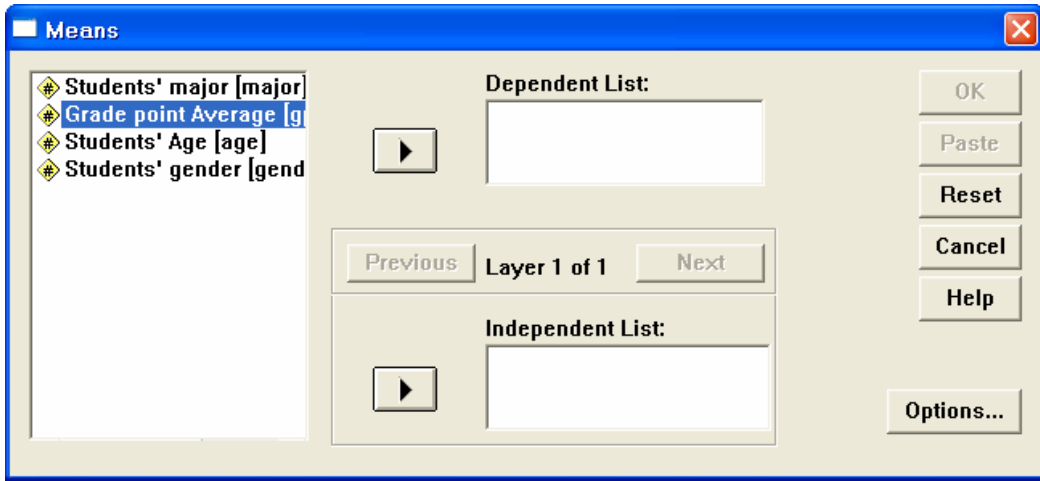 Means
Students' major [major]
Grade point Average [g
Students' Age [age]
Students' gender [gend
Dependent List:
Previous
Layer 1 of 1
Next
Independent List:
OK
Paste
Reset
Cancel
Help
Options...